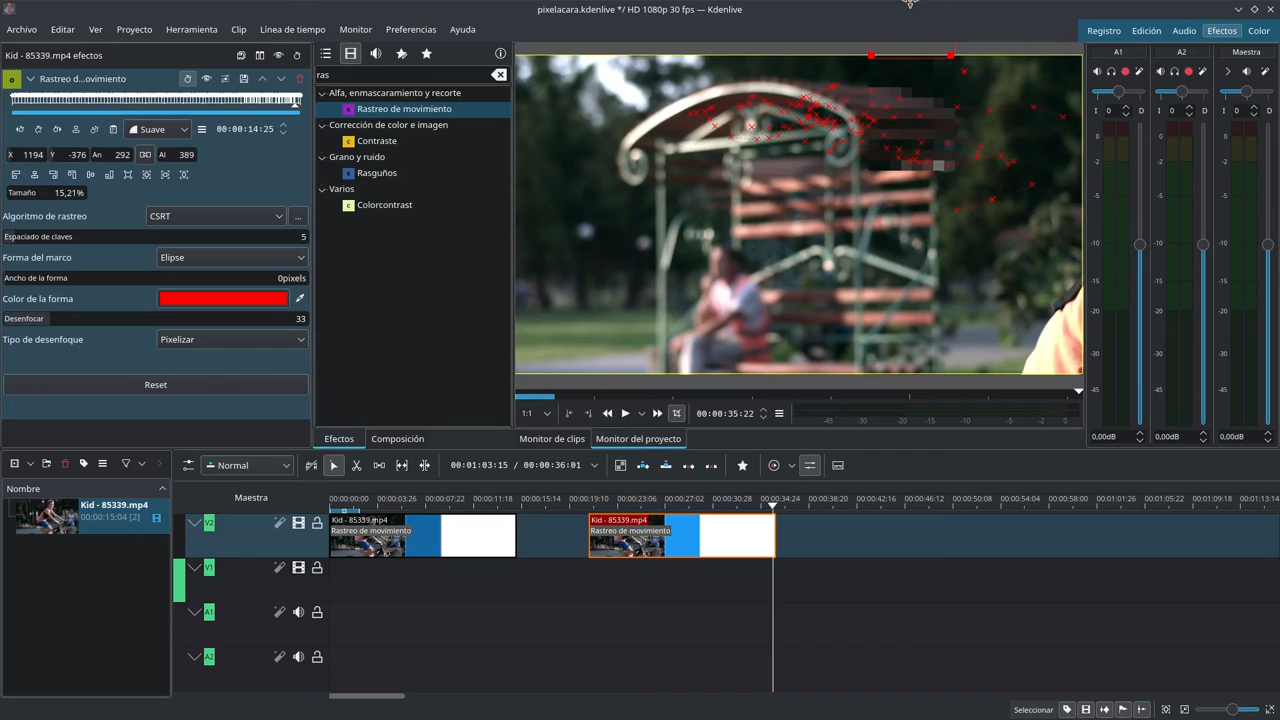 pixelacara.kdenlive */ HD 1080p 30 fps — Kdenlive
Archivo Editar Ver Proyecto Herramienta Clip Línea de tiempo Monitor Preferencias Ayuda
Registro Edición Audio Efectos Color
Kid - 85339.mp4 efectos
Rastreo d...ovimiento
Suave
00:00:14:25
X 1194 Y -376 An 292 Al 389
Tamaño 15,21%
Algoritmo de rastreo CSRT ...
Espaciado de claves 5
Forma del marco Elipse
Ancho de la forma 0pixels
Color de la forma
Desenfocar 33
Tipo de desenfoque Pixelizar
Reset
ras
Alfa, enmascaramiento y recorte
Rastreo de movimiento
Corrección de color e imagen
Contraste
Grano y ruido
Rasguños
Varios
Colorcontrast
Efectos Composición
1:1
00:00:35:22
-45 -30 -20 -15 -10 -5 -2 0
Monitor de clips Monitor del proyecto
A1 A2 Maestra
I 0 D I 0 D I 0 D
0 0 0
-2 -2 -2
-5 -5 -5
-10 -10 -10
-15 -15 -15
-20 -20 -20
-30 -30 -30
-45 -45 -45
0,00dB 0,00dB 0,00dB
Normal
00:01:03:15 / 00:00:36:01
Nombre
Kid - 85339.mp4
00:00:15:04 [2]
Maestra
00:00:00:00 00:00:03:26 00:00:07:22 00:00:11:18 00:00:15:14 00:00:19:10 00:00:23:06 00:00:27:02 00:00:30:28 00:00:34:24 00:00:38:20 00:00:42:16 00:00:46:12 00:00:50:08 00:00:54:04 00:00:58:00 00:01:01:26 00:01:05:22 00:01:09:18 00:01:13:14
V2
Kid - 85339.mp4
Rastreo de movimiento
Kid - 85339.mp4
Rastreo de movimiento
V1
A1
A2
Seleccionar